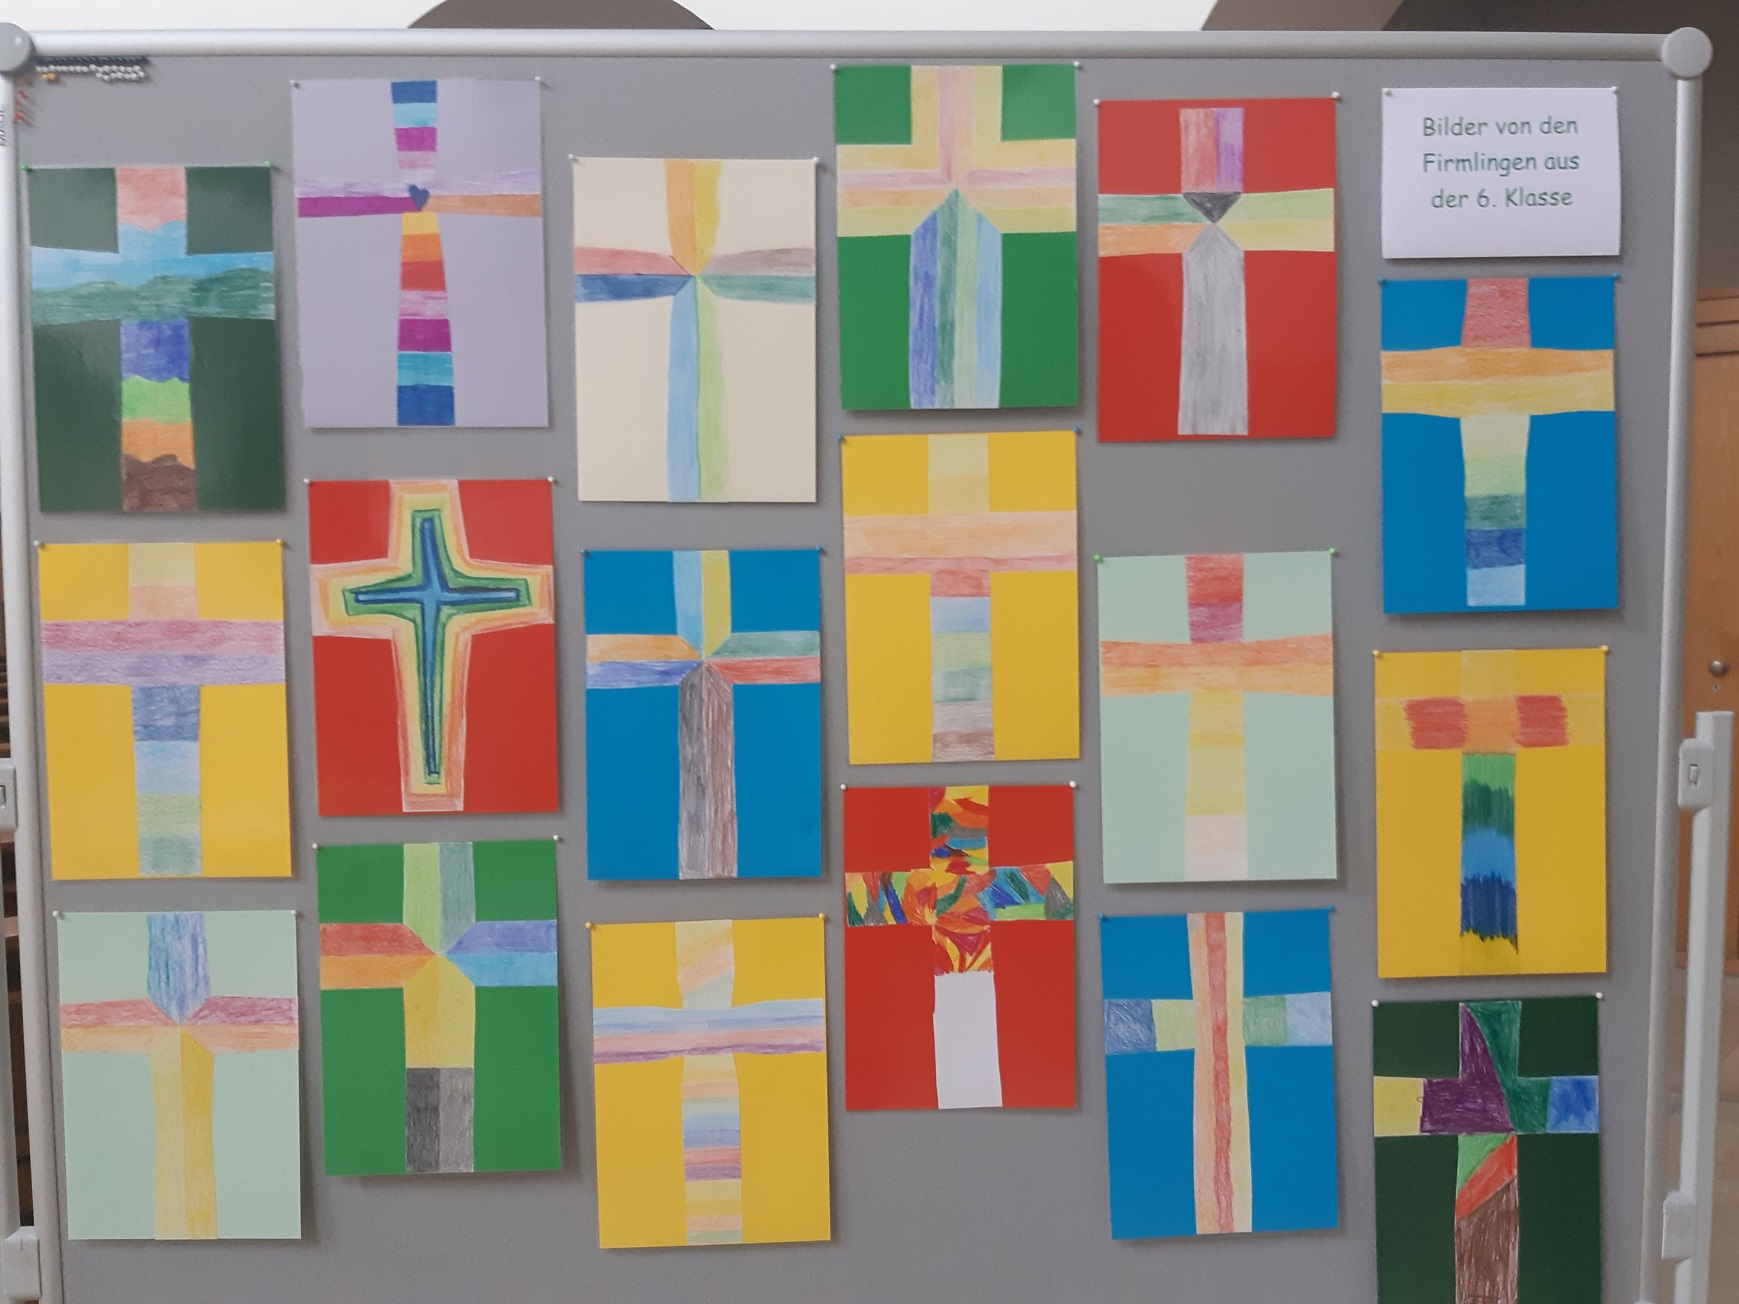 Bilder von den
Firmlingen aus
der 6. Klasse